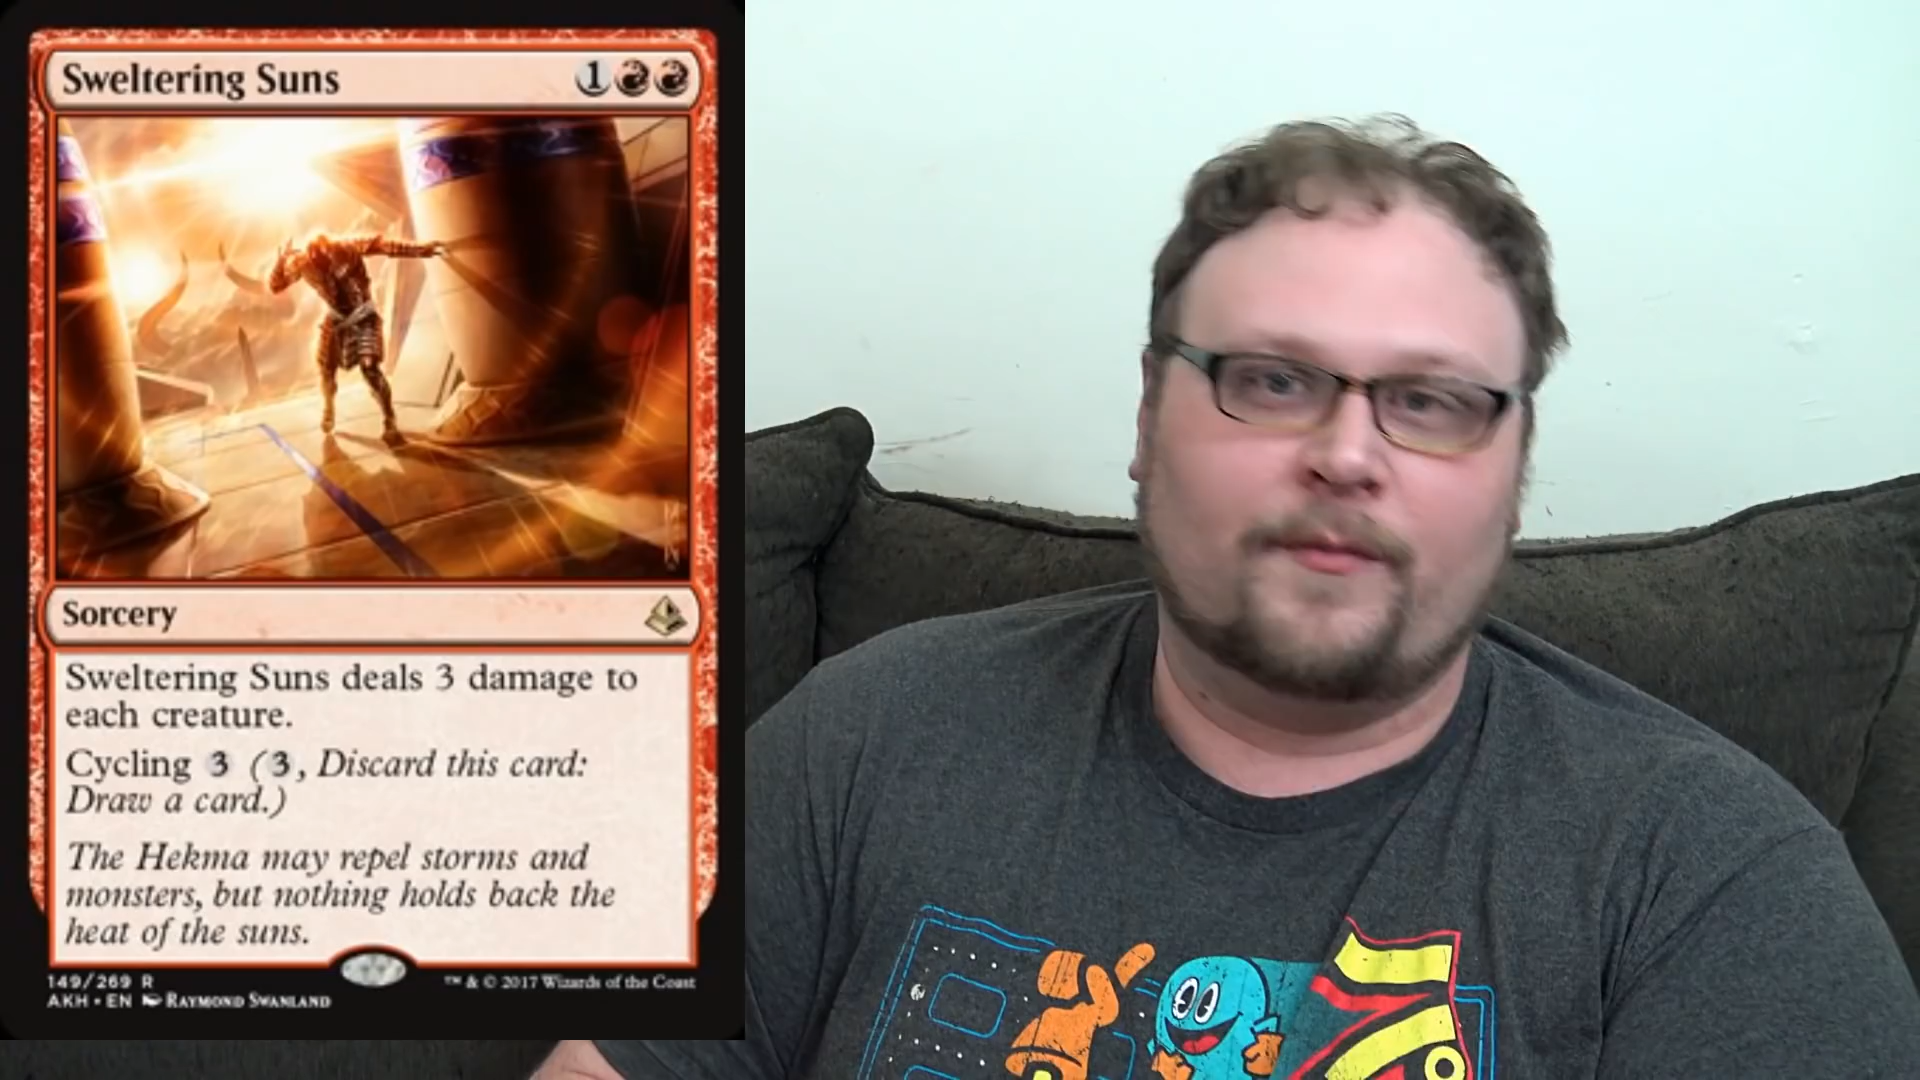 Sweltering Suns 1
Sorcery
Sweltering Suns deals 3 damage to
each creature.
Cycling 3 (3, Discard this card:
Draw a card.)
The Hekma may repel storms and
monsters, but nothing holds back the
heat of the suns.
149/269 R
™ & © 2017 Wizards of the Coast
AKH • EN Raymond Swanland